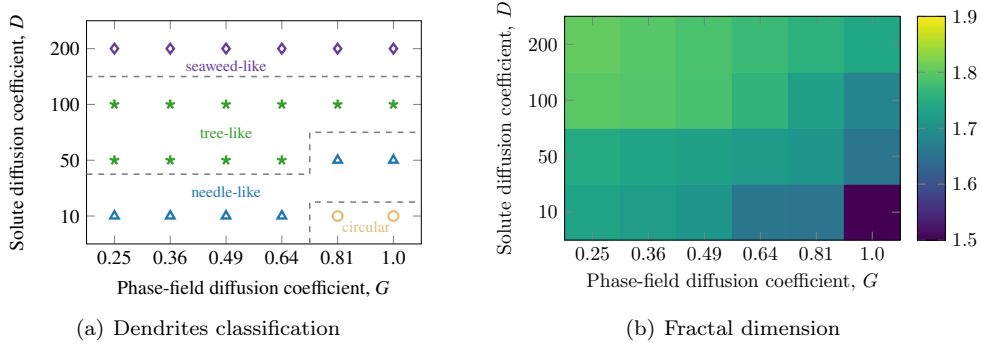 Solute diffusion coefficient, D
200
100
50
10
seaweed-like
tree-like
needle-like
circular
0.25 0.36 0.49 0.64 0.81 1.0
Phase-field diffusion coefficient, G
(a) Dendrites classification
Solute diffusion coefficient, D
200
100
50
10
0.25 0.36 0.49 0.64 0.81 1.0
Phase-field diffusion coefficient, G
1.9
1.8
1.7
1.6
1.5
(b) Fractal dimension